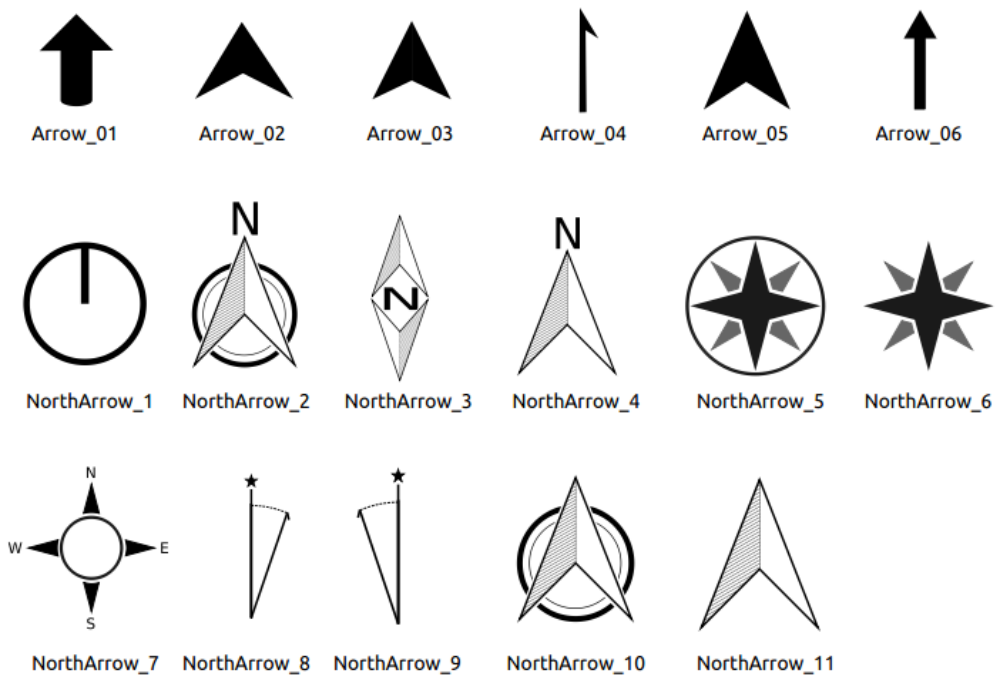 Arrow_01 Arrow_02 Arrow_03 Arrow_04 Arrow_05 Arrow_06
N N N
NorthArrow_1 NorthArrow_2 NorthArrow_3 NorthArrow_4 NorthArrow_5 NorthArrow_6
N
W E
S
NorthArrow_7 NorthArrow_8 NorthArrow_9 NorthArrow_10 NorthArrow_11